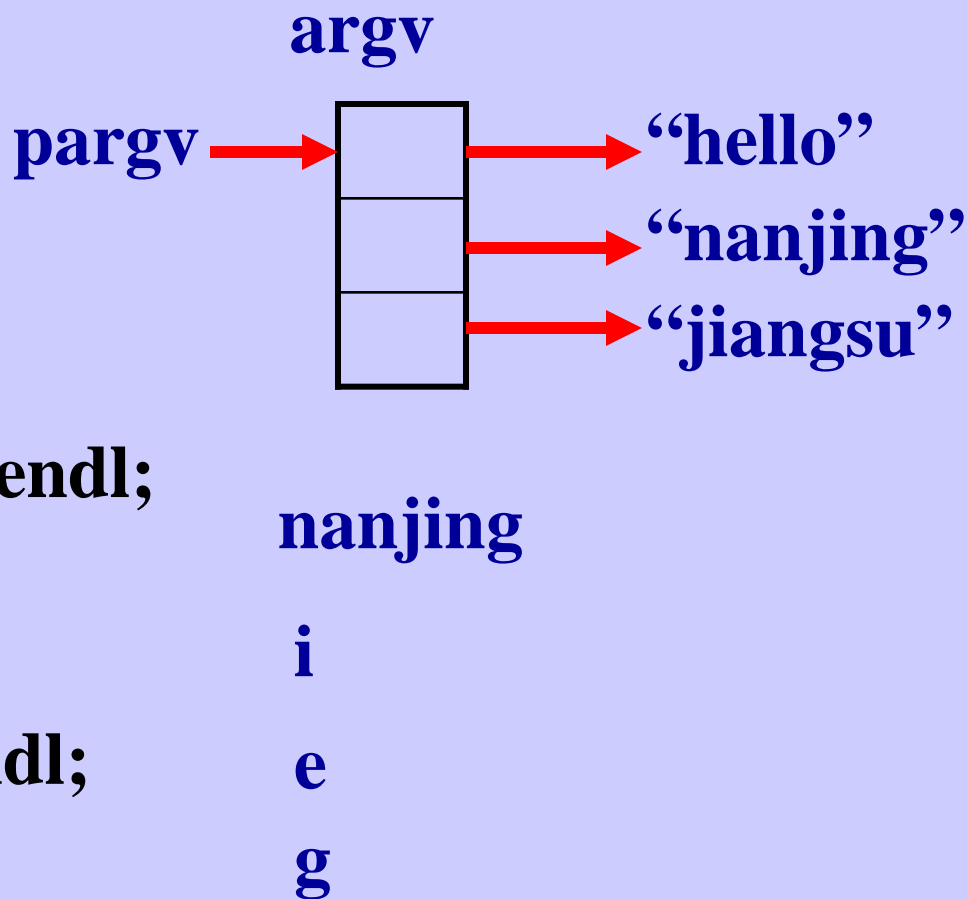 argv
pargv “hello”
“nanjing”
“jiangsu”
endl;
nanjing
i
dl;
e
g